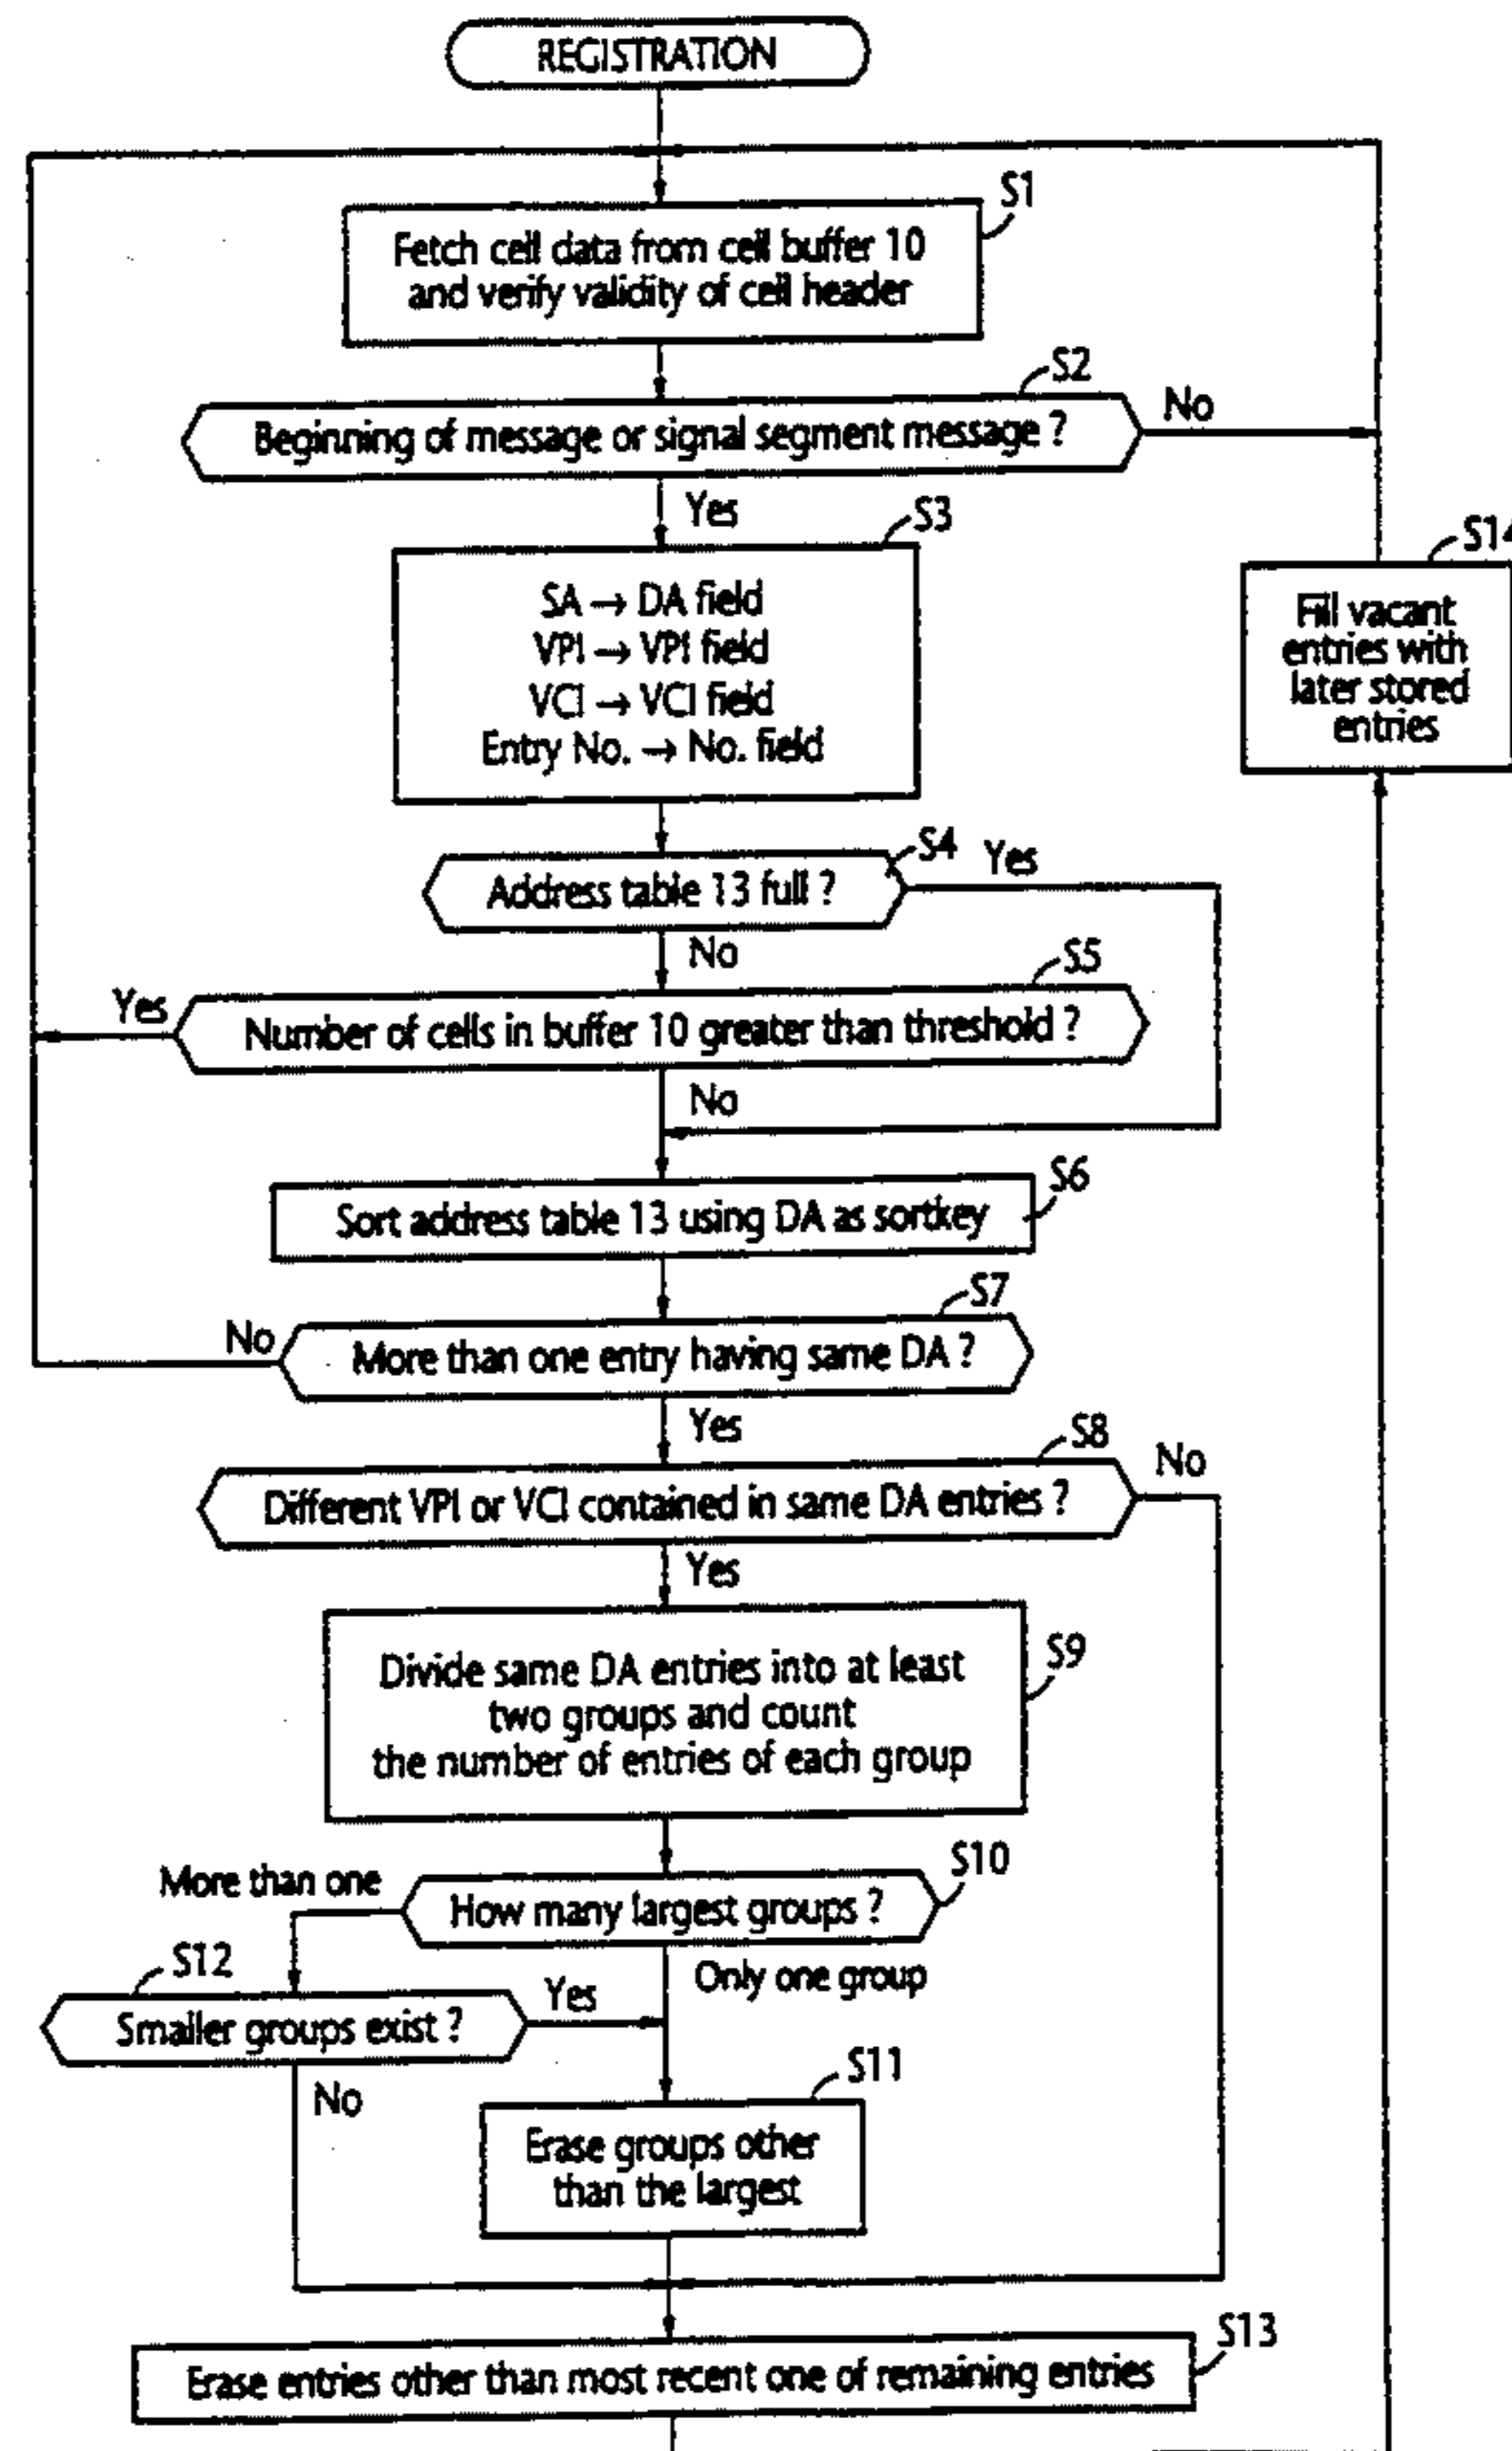 REGISTRATION
S1
Fetch cell data from cell buffer 10
and verify validity of cell header
S2
Beginning of message or signal segment message ?
No
Yes
S3
SA → DA field
VPI → VPI field
VCI → VCI field
Entry No. → No. field
S14
Fill vacant
entries with
later stored
entries
S4
Address table 13 full ?
Yes
No
S5
Yes
Number of cells in buffer 10 greater than threshold ?
No
S6
Sort address table 13 using DA as sortkey
S7
No
More than one entry having same DA ?
Yes
S8
Different VPI or VCI contained in same DA entries ?
No
Yes
S9
Divide same DA entries into at least
two groups and count
the number of entries of each group
S10
More than one
How many largest groups ?
Only one group
S12
Smaller groups exist ?
Yes
No
S11
Erase groups other
than the largest
S13
Erase entries other than most recent one of remaining entries